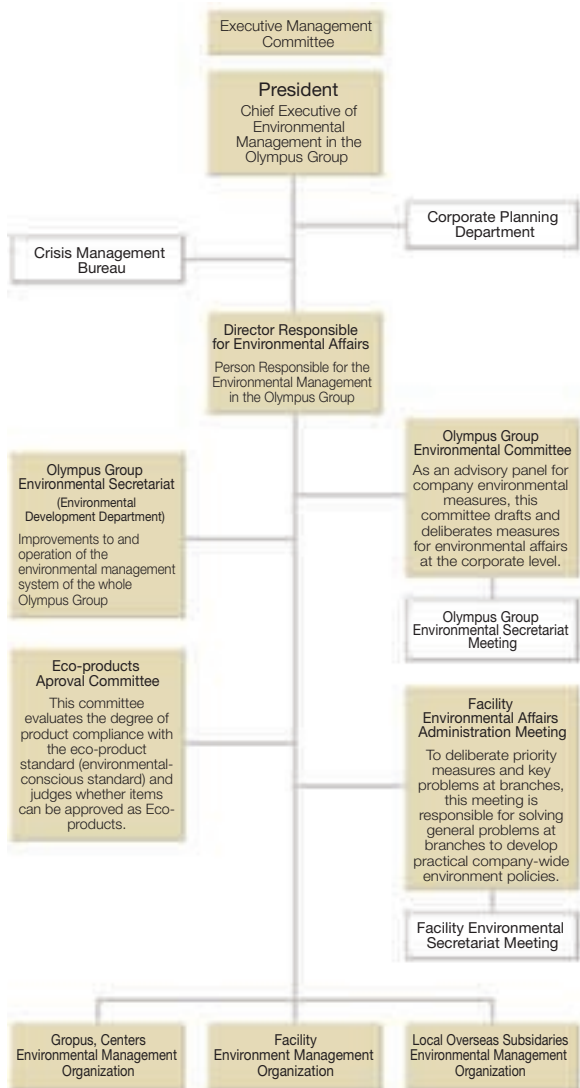 Executive Management
Committee
President
Chief Executive of
Environmental
Management in the
Olympus Group
Corporate Planning
Department
Crisis Management
Bureau
Director Responsible
for Environmental Affairs
Person Responsible for the
Environmental Management
in the Olympus Group
Olympus Group
Environmental Committee
As an advisory panel for
company environmental
measures, this
committee drafts and
deliberates measures
for environmental affairs
at the corporate level.
Olympus Group
Environmental Secretariat
(Environmental
Development Department)
Improvements to and
operation of the
environmental management
system of the whole
Olympus Group
Olympus Group
Environmental Secretariat
Meeting
Eco-products
Aproval Committee
This committee
evaluates the degree of
product compliance with
the eco-product
standard (environmental-
conscious standard) and
judges whether items
can be approved as Eco-
products.
Facility
Environmental Affairs
Administration Meeting
To deliberate priority
measures and key
problems at branches,
this meeting is
responsible for solving
general problems at
branches to develop
practical company-wide
environment policies.
Facility Environmental
Secretariat Meeting
Gropus, Centers
Environmental Management
Organization
Facility
Environment Management
Organization
Local Overseas Subsidaries
Environmental Management
Organization